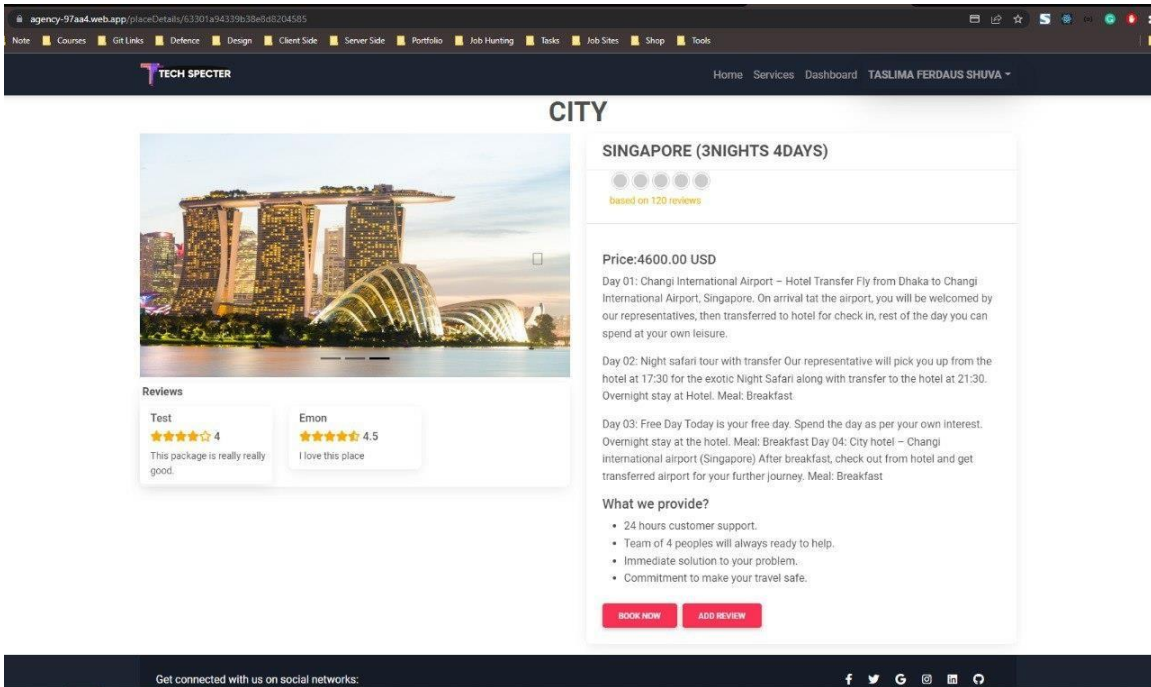 agency-97aa4.web.app/placeDetails/63301a94339b38e8d8204585
Note Courses Git Links Defence Design Client Side Server Side Portfolio Job Hunting Tasks Job Sites Shop Tools
TECH SPECTER
Home Services Dashboard TASLIMA FERDAUS SHUVA
CITY
SINGAPORE (3NIGHTS 4DAYS)
based on 120 reviews
Price:4600.00 USD
Day 01: Changi International Airport – Hotel Transfer Fly from Dhaka to Changi
International Airport, Singapore. On arrival tat the airport, you will be welcomed by
our representatives, then transferred to hotel for check in, rest of the day you can
spend at your own leisure.
Day 02: Night safari tour with transfer Our representative will pick you up from the
hotel at 17:30 for the exotic Night Safari along with transfer to the hotel at 21:30.
Overnight stay at Hotel. Meal: Breakfast
Day 03: Free Day Today is your free day. Spend the day as per your own interest.
Overnight stay at the hotel. Meal: Breakfast Day 04: City hotel – Changi
international airport (Singapore) After breakfast, check out from hotel and get
transferred airport for your further journey. Meal: Breakfast
What we provide?
• 24 hours customer support.
• Team of 4 peoples will always ready to help.
• Immediate solution to your problem.
• Commitment to make your travel safe.
BOOK NOW ADD REVIEW
Reviews
Test
4
This package is really really
good.
Emon
4.5
I love this place
Get connected with us on social networks: